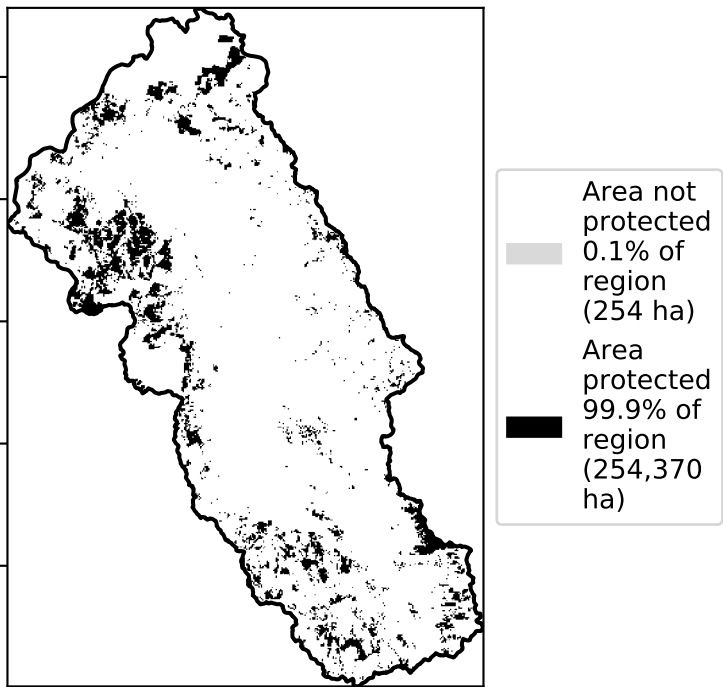 Area not
protected
0.1% of
region
(254 ha)
Area
protected
99.9% of
region
(254,370
ha)